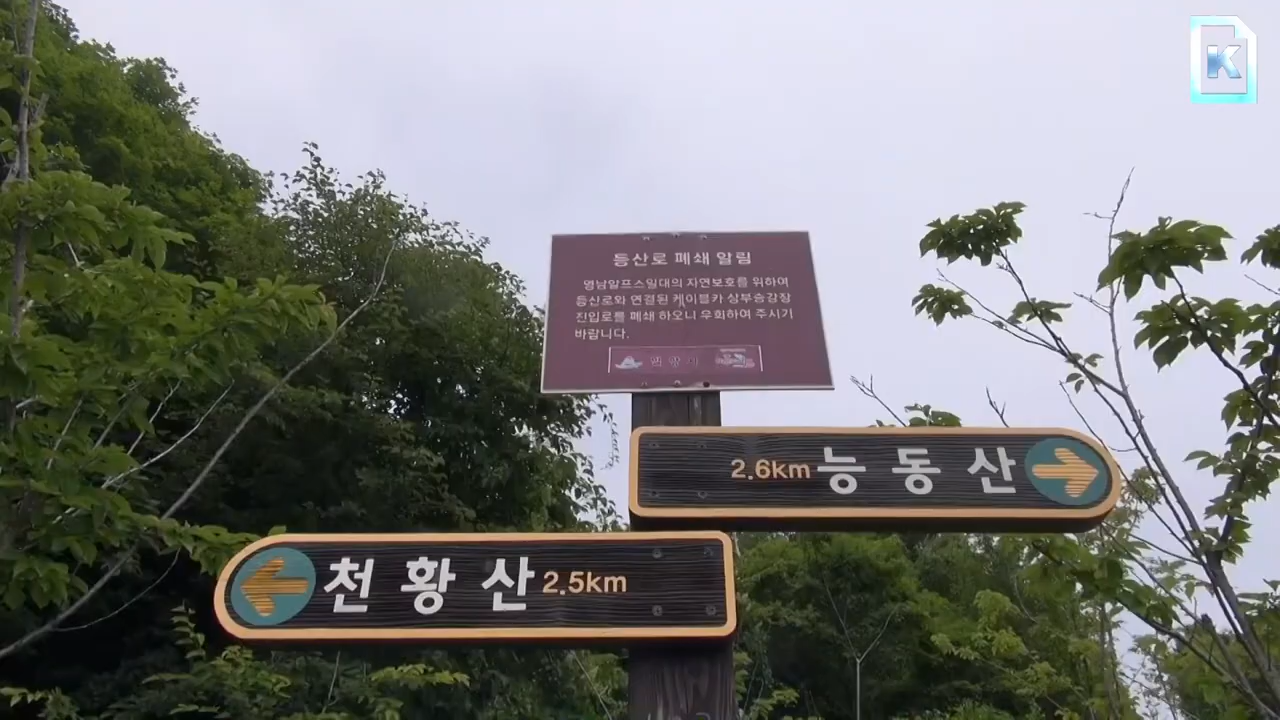 K
등산로 폐쇄 알림
영남알프스일대의 자연보호를 위하여
등산로와 연결된 케이블카 상부승강장
진입로를 폐쇄 하오니 우회하여 주시기
바랍니다.
밀양시
2.6km 능동산
천황산 2.5km